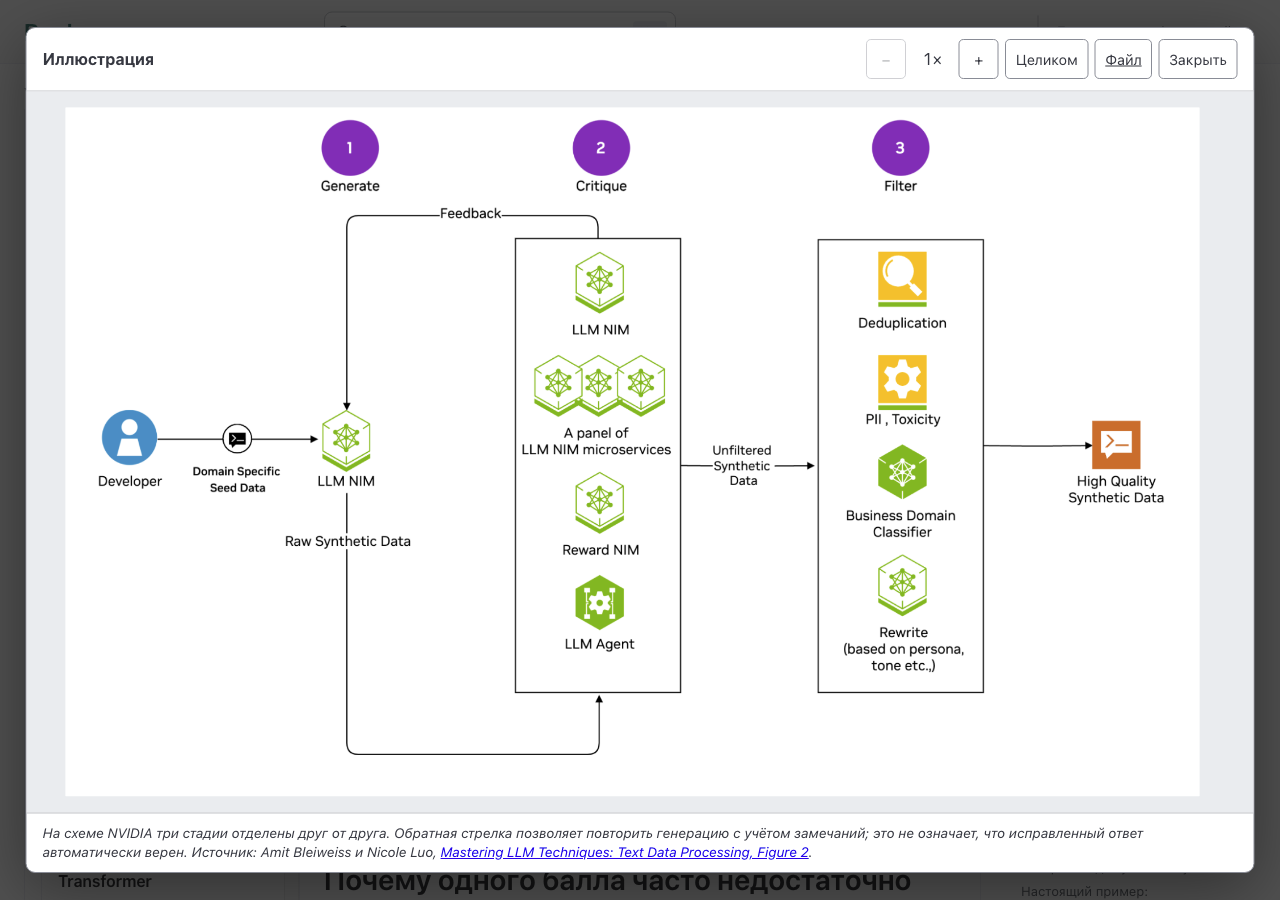 Иллюстрация
−
1×
+
Целиком
Файл
Закрыть
1
Generate
2
Critique
3
Filter
Feedback
LLM NIM
A panel of
LLM NIM microservices
Reward NIM
LLM Agent
Developer
Domain Specific
Seed Data
LLM NIM
Raw Synthetic Data
Unfiltered
Synthetic
Data
Deduplication
PII , Toxicity
Business Domain
Classifier
Rewrite
(based on persona,
tone etc.,)
High Quality
Synthetic Data
На схеме NVIDIA три стадии отделены друг от друга. Обратная стрелка позволяет повторить генерацию с учётом замечаний; это не означает, что исправленный ответ
автоматически верен. Источник: Amit Bleiweiss и Nicole Luo, Mastering LLM Techniques: Text Data Processing, Figure 2.
Transformer
Почему одного балла часто недостаточно
Настоящий пример: